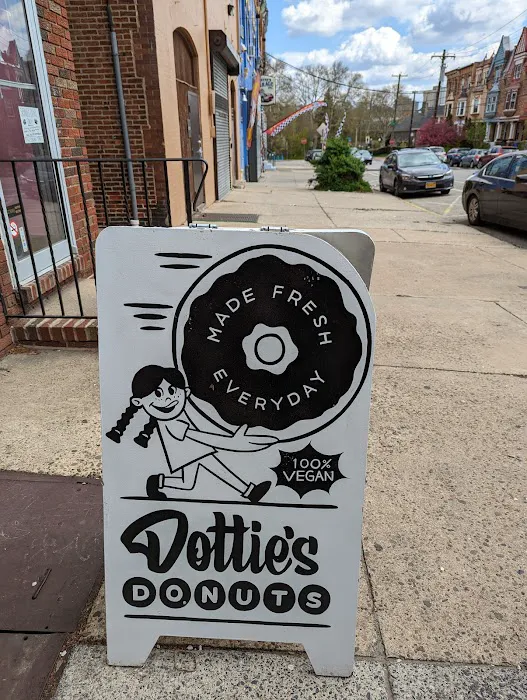 MADE FRESH
EVERYDAY
100%
VEGAN
Dottie's
DONUTS